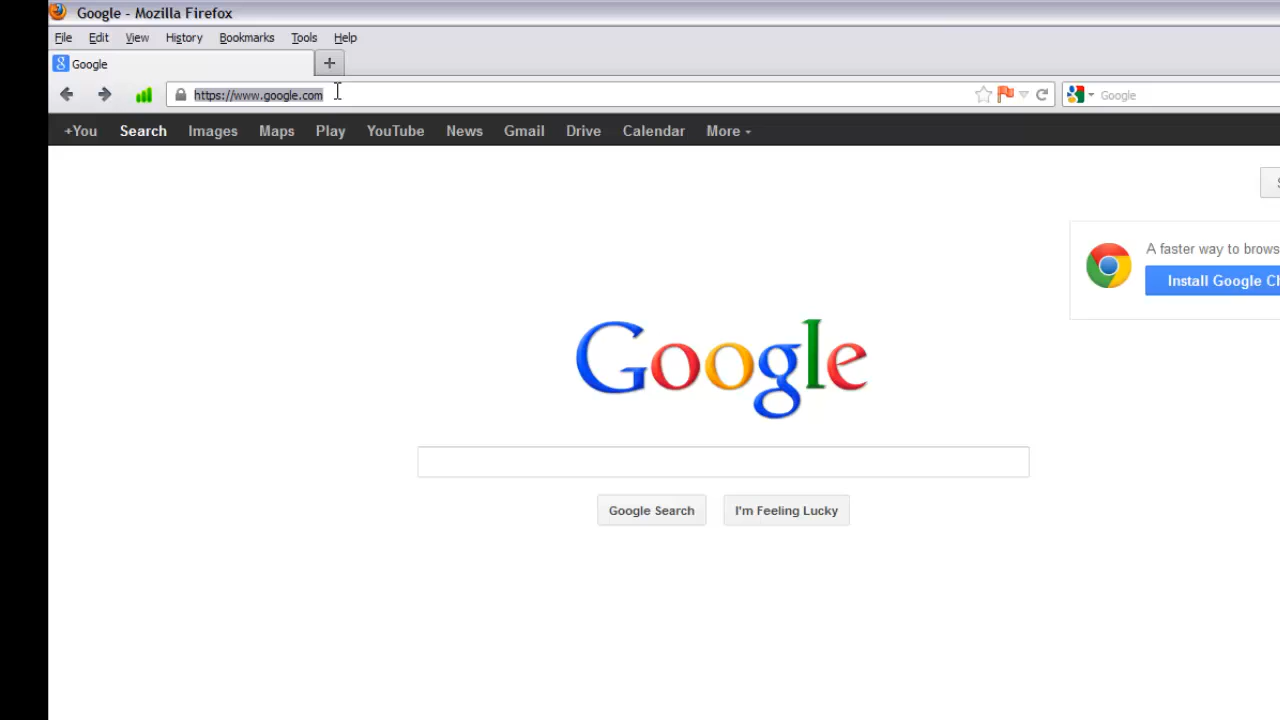 Google - Mozilla Firefox
File Edit View History Bookmarks Tools Help
Google
https://www.google.com
Google
+You Search Images Maps Play YouTube News Gmail Drive Calendar More
A faster way to brows
Install Google Ch
Google
Google Search I'm Feeling Lucky